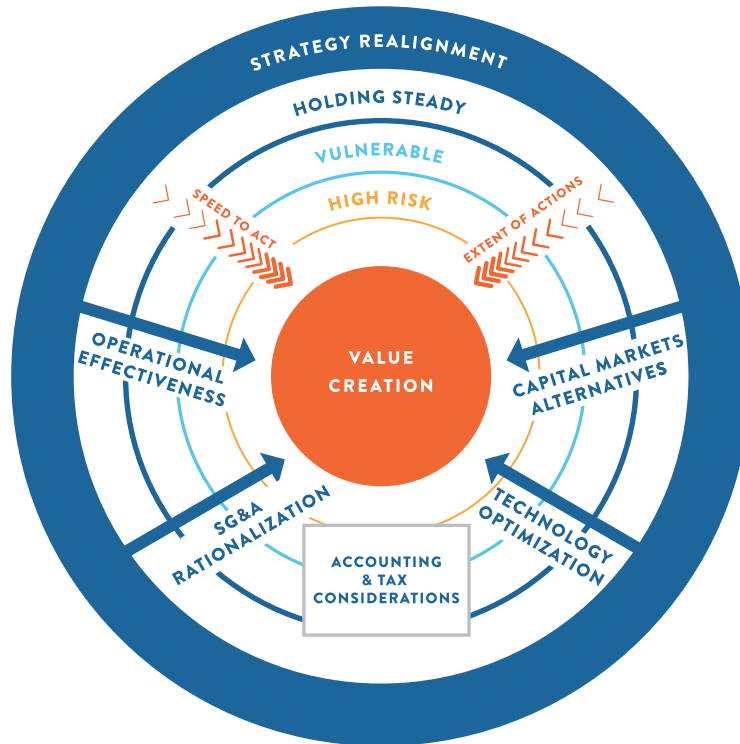 STRATEGY REALIGNMENT
HOLDING STEADY
VULNERABLE
HIGH RISK
SPEED TO ACT
EXTENT OF ACTIONS
OPERATIONAL
EFFECTIVENESS
VALUE
CREATION
CAPITAL MARKETS
ALTERNATIVES
SG&A
RATIONALIZATION
TECHNOLOGY
OPTIMIZATION
ACCOUNTING
& TAX
CONSIDERATIONS